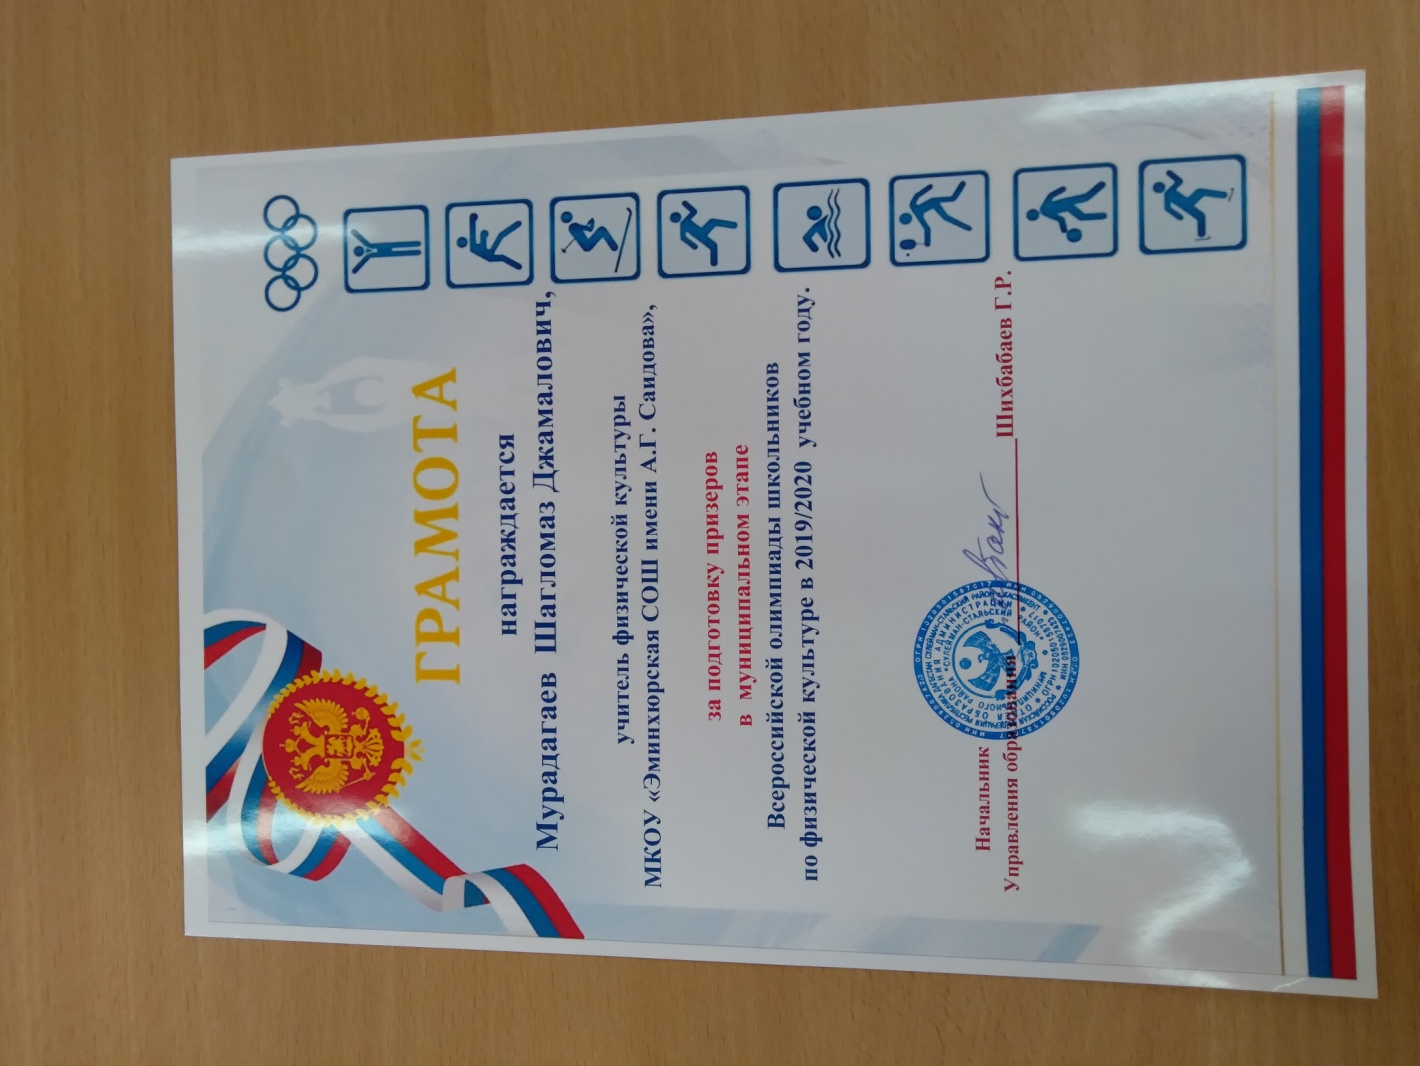 ГРАМОТА
награждается
Мурадагаев Шагломаз Джамалович,
учитель физической культуры
МКОУ «Эминхюрская СОШ имени А.Г. Саидова»,
за подготовку призеров
в муниципальном этапе
Всероссийской олимпиады школьников
по физической культуре в 2019/2020 учебном году.
Начальник
Управления образования Шихбабаев Г.Р.